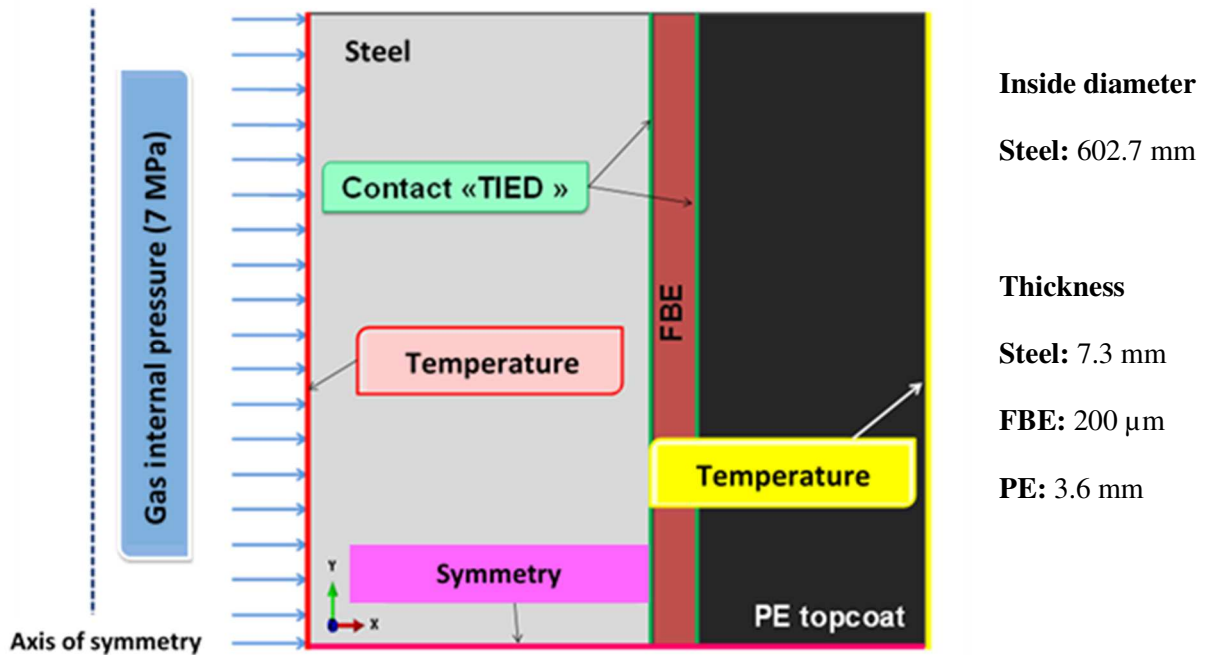 Steel
Contact «TIED »
Gas internal pressure (7 MPa)
FBE
Temperature
Temperature
Symmetry
Y
X
PE topcoat
Axis of symmetry
Inside diameter
Steel: 602.7 mm
Thickness
Steel: 7.3 mm
FBE: 200 µm
PE: 3.6 mm